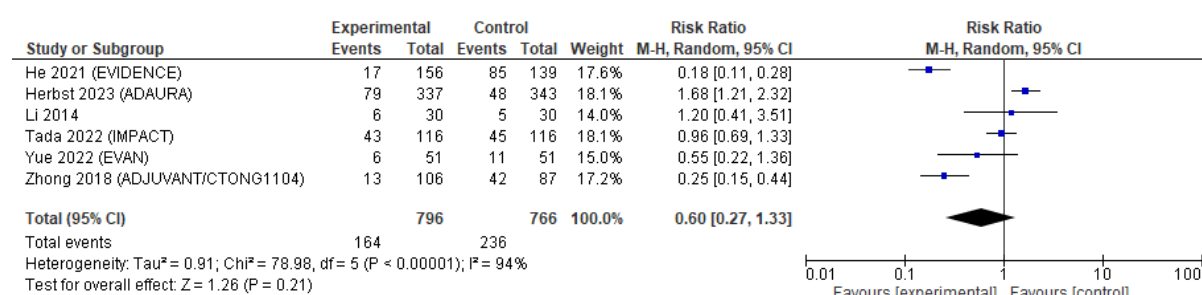 Experimental Control Risk Ratio Risk Ratio
Study or Subgroup Events Total Events Total Weight M-H, Random, 95% CI M-H, Random, 95% CI
He 2021 (EVIDENCE) 17 156 85 139 17.6% 0.18 [0.11, 0.28]
Herbst 2023 (ADAURA) 79 337 48 343 18.1% 1.68 [1.21, 2.32]
Li 2014 6 30 5 30 14.0% 1.20 [0.41, 3.51]
Tada 2022 (IMPACT) 43 116 45 116 18.1% 0.96 [0.69, 1.33]
Yue 2022 (EVAN) 6 51 11 51 15.0% 0.55 [0.22, 1.36]
Zhong 2018 (ADJUVANT/CTONG1104) 13 106 42 87 17.2% 0.25 [0.15, 0.44]
Total (95% CI) 796 766 100.0% 0.60 [0.27, 1.33]
Total events 164 236
Heterogeneity: Tau² = 0.91; Chi² = 78.98, df = 5 (P < 0.00001); I² = 94%
Test for overall effect: Z = 1.26 (P = 0.21)
0.01 0.1 1 10 100
Favours [experimental] Favours [control]